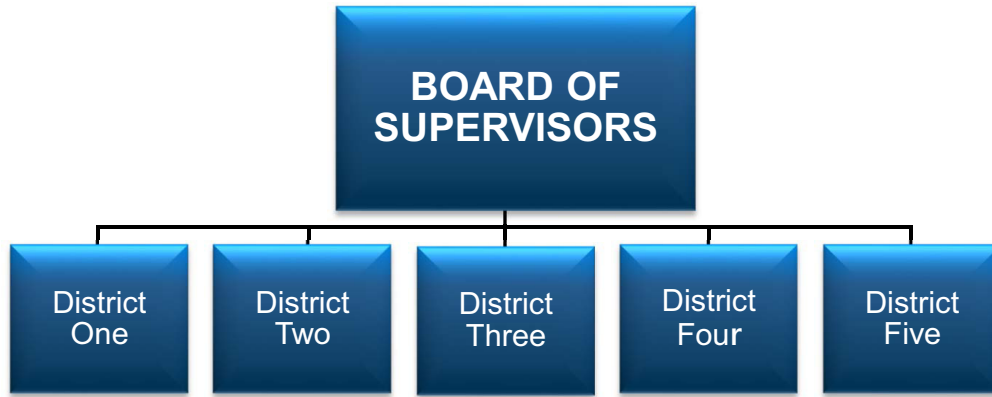 BOARD OF
SUPERVISORS
District
One
District
Two
District
Three
District
Four
District
Five